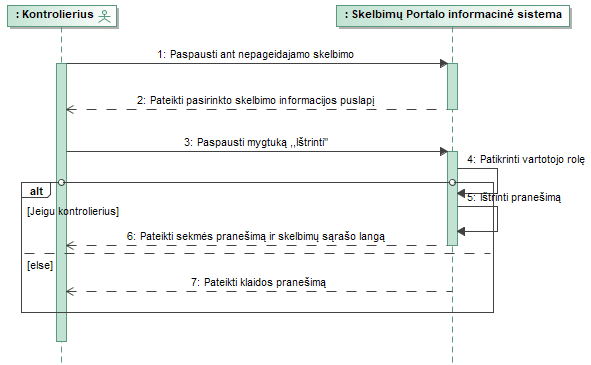 : Kontrolierius
: Skelbimų Portalo informacinė sistema
1: Paspausti ant nepageidajamo skelbimo
2: Pateikti pasirinkto skelbimo informacijos puslapį
3: Paspausti mygtuką ,,Ištrinti"
4: Patikrinti vartotojo rolę
alt
5: Ištrinti pranešimą
[Jeigu kontrolierius]
6: Pateikti sekmės pranešimą ir skelbimų sąrašo langą
[else]
7: Pateikti klaidos pranešimą